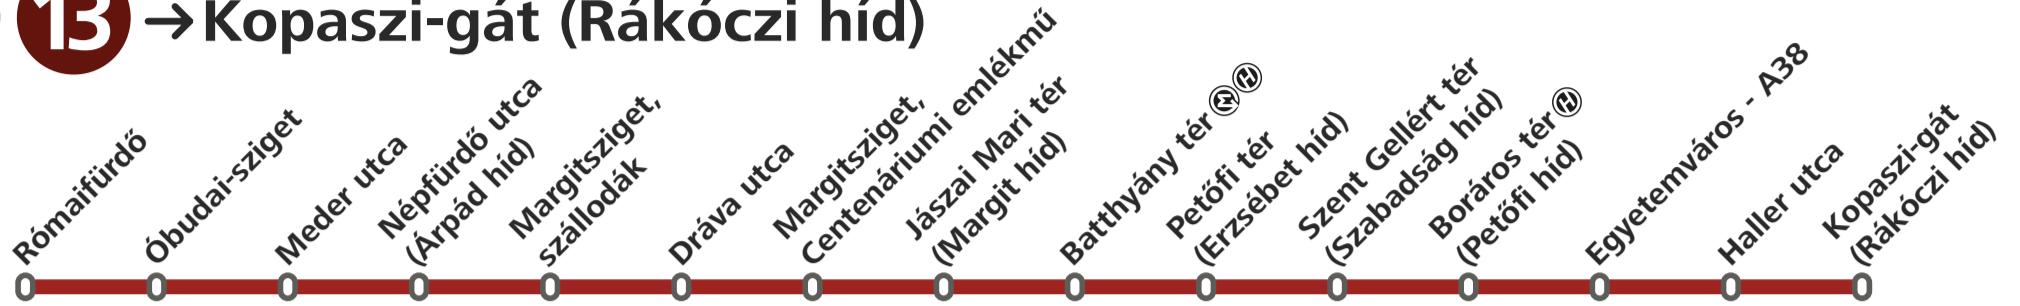 13 →Kopaszi-gát (Rákóczi híd)
Rómaifürdő
Óbudai-sziget
Meder utca
Népfürdő utca
(Árpád híd)
Margitsziget,
szállodák
Dráva utca
Margitsziget,
Centenáriumi emlékmű
Jászai Mari tér
(Margit híd)
Batthyány tér M H
Petőfi tér
(Erzsébet híd)
Szent Gellért tér
(Szabadság híd)
Boráros tér H
(Petőfi híd)
Egyetemváros - A38
Haller utca
Kopaszi-gát
(Rákóczi híd)